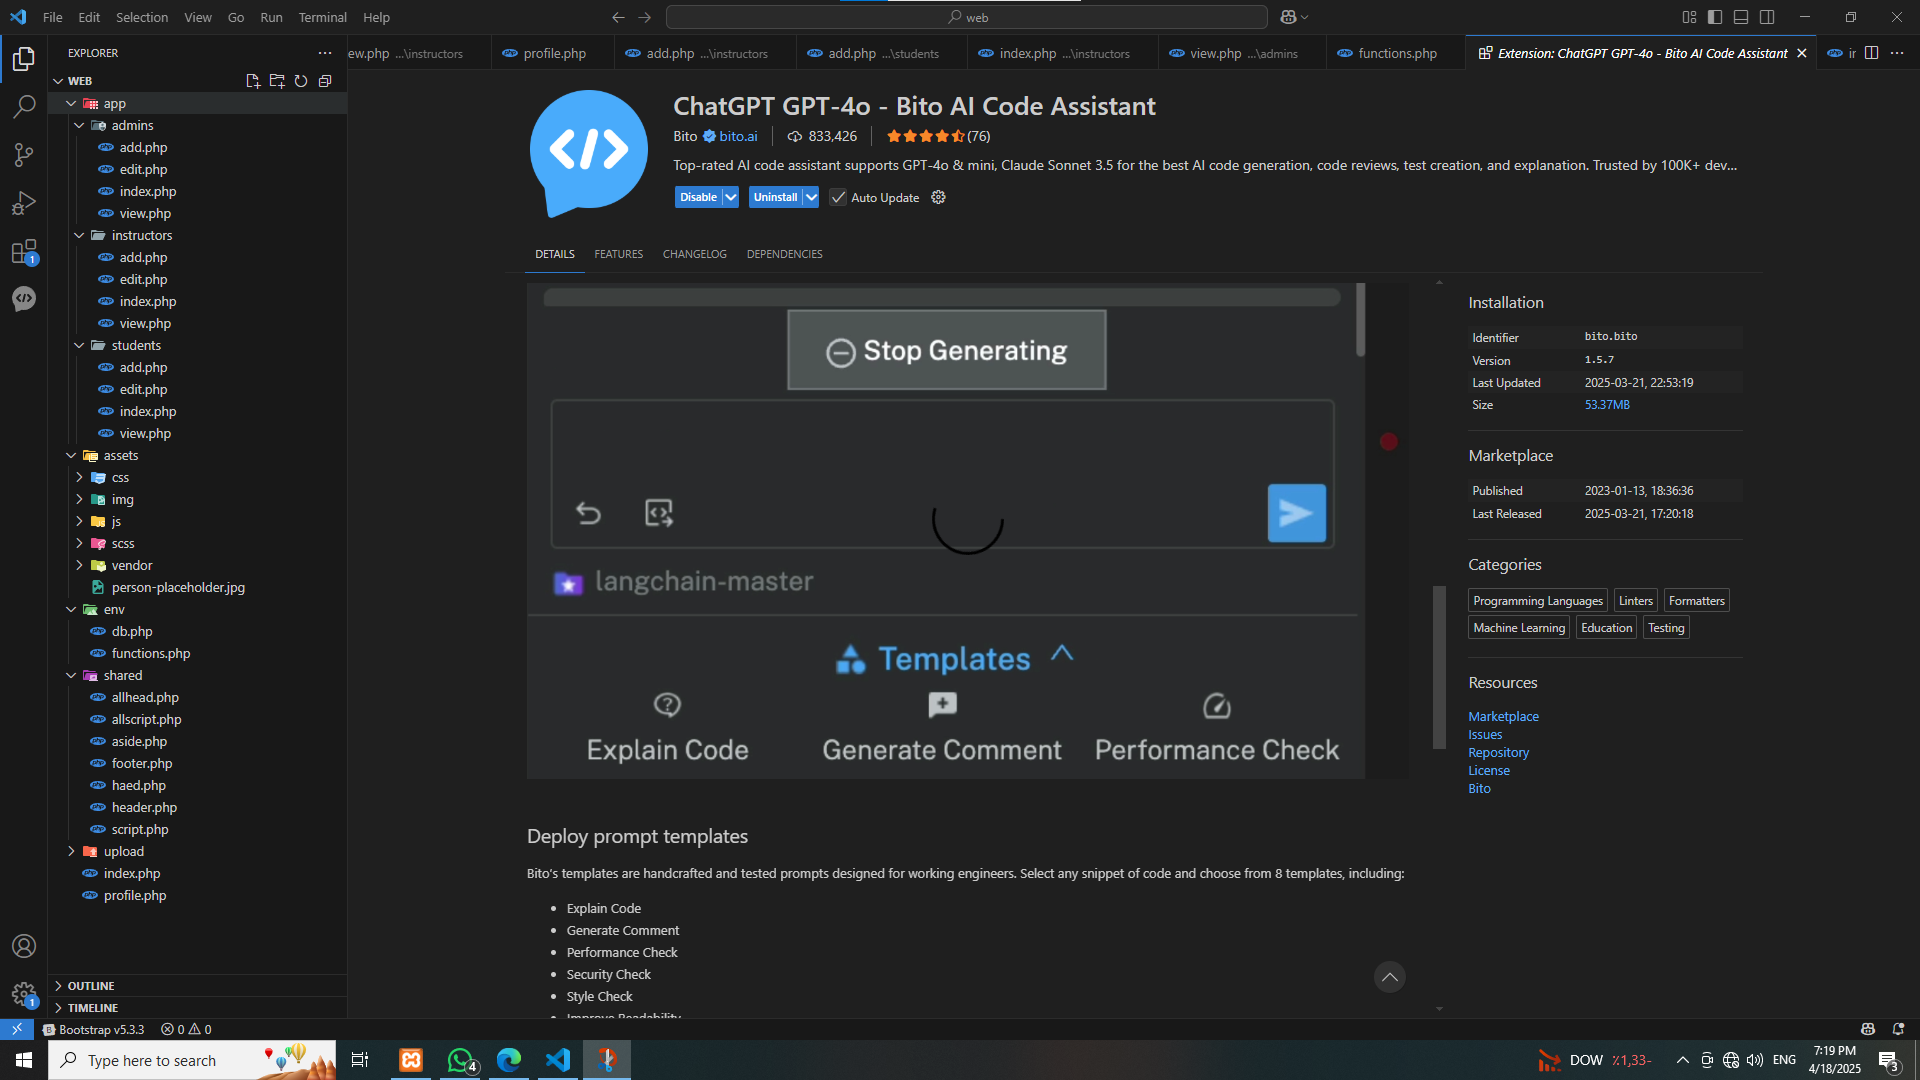 File Edit Selection View Go Run Terminal Help
web
EXPLORER
ew.php ...\instructors
profile.php
add.php ...\instructors
add.php ...\students
index.php ...\instructors
view.php ...\admins
functions.php
Extension: ChatGPT GPT-4o - Bito AI Code Assistant
WEB
app
admins
add.php
edit.php
index.php
view.php
instructors
add.php
edit.php
index.php
view.php
students
add.php
edit.php
index.php
view.php
assets
css
img
js
scss
vendor
person-placeholder.jpg
env
db.php
functions.php
shared
allhead.php
allscript.php
aside.php
footer.php
haed.php
header.php
script.php
upload
index.php
profile.php
OUTLINE
TIMELINE
1
1
ChatGPT GPT-4o - Bito AI Code Assistant
Bito bito.ai 833,426 (76)
Top-rated AI code assistant supports GPT-4o & mini, Claude Sonnet 3.5 for the best AI code generation, code reviews, test creation, and explanation. Trusted by 100K+ dev...
Disable Uninstall Auto Update
DETAILS FEATURES CHANGELOG DEPENDENCIES
Stop Generating
langchain-master
Templates
Explain Code Generate Comment Performance Check
Deploy prompt templates
Bito's templates are handcrafted and tested prompts designed for working engineers. Select any snippet of code and choose from 8 templates, including:
• Explain Code
• Generate Comment
• Performance Check
• Security Check
• Style Check
• Improve Readability
Installation
Identifier bito.bito
Version 1.5.7
Last Updated 2025-03-21, 22:53:19
Size 53.37MB
Marketplace
Published 2023-01-13, 18:36:36
Last Released 2025-03-21, 17:20:18
Categories
Programming Languages Linters Formatters
Machine Learning Education Testing
Resources
Marketplace
Issues
Repository
License
Bito
Bootstrap v5.3.3 0 0
Type here to search
4
DOW ٪1,33-
ENG
7:19 PM
4/18/2025
3